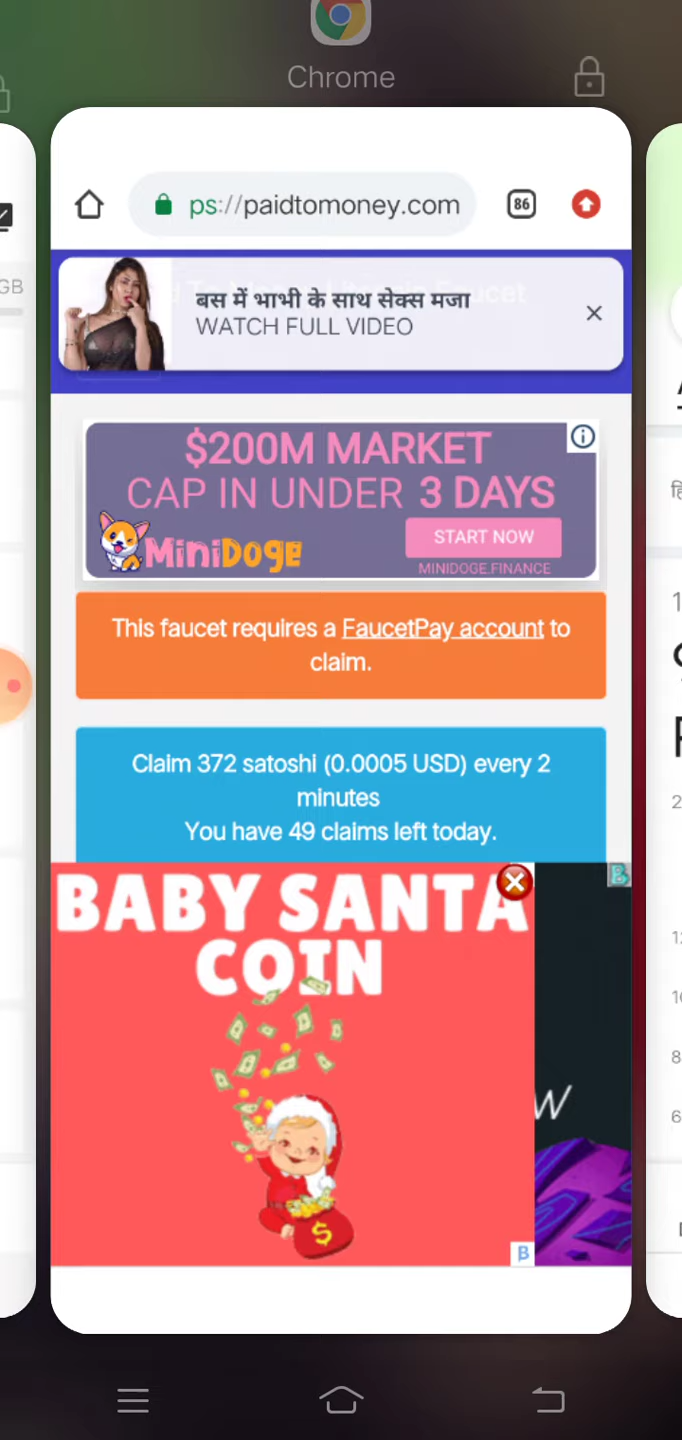 Chrome
ps://paidtomoney.com
86
GB
बस में भाभी के साथ सेक्स मजा
WATCH FULL VIDEO
$200M MARKET
CAP IN UNDER 3 DAYS
MiniDoge
START NOW
MINIDOGE.FINANCE
This faucet requires a FaucetPay account to
claim.
Claim 372 satoshi (0.0005 USD) every 2
minutes
You have 49 claims left today.
BABY SANTA
COIN
W
$